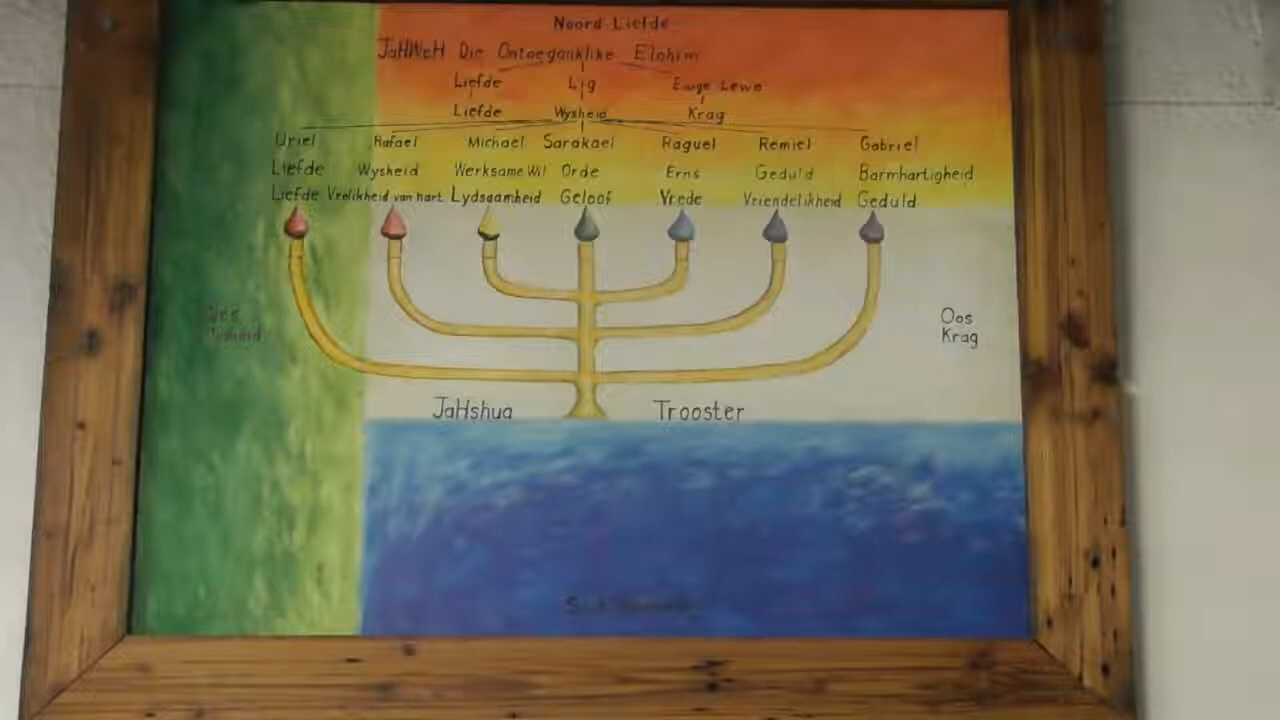 Noord Liefde
JaHWeH Die Ontoeganklike Elohim
Liefde Lig Ewige Lewe
Liefde Wysheid Krag
Uriel Rafael Michael Sarakael Raguel Remiel Gabriel
Liefde Wysheid Werksame Wil Orde Erns Geduld Barmhartigheid
Liefde Vrolikheid van hart Lydsaamheid Geloof Vrede Vriendelikheid Geduld
Wes
Oos
Krag
JaHshua Trooster